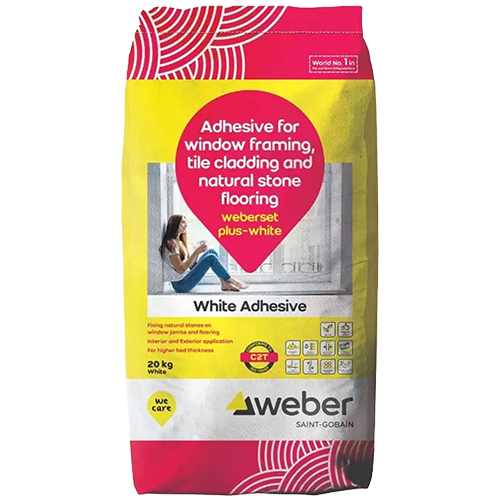 World No. 1 in
Adhesive for
window framing,
tile cladding and
natural stone
flooring
weberset
plus-white
White Adhesive
Fixing natural stones on
window jambs and flooring
Interior and Exterior application
For higher bed thickness
20 kg
White
C2T
we
care
weber
SAINT-GOBAIN